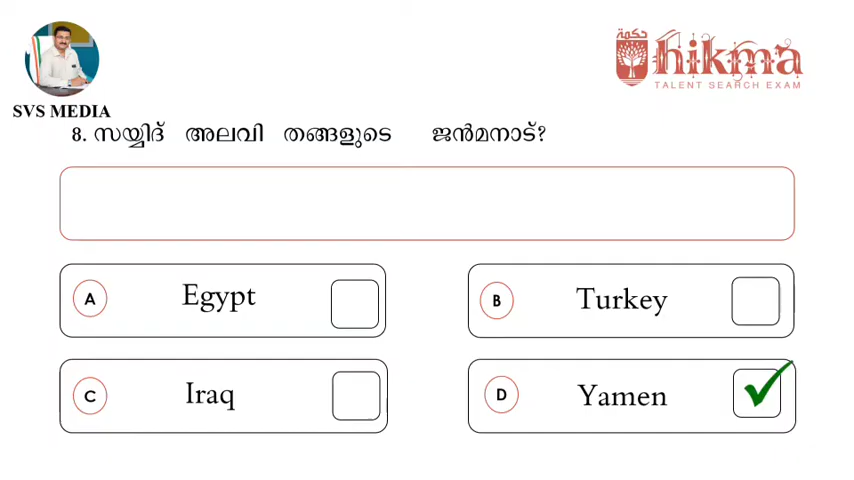 حكمة
hikma
TALENT SEARCH EXAM
SVS MEDIA
8. സയ്യിദ് അലവി തങ്ങളുടെ ജൻമനാട്?
A Egypt
B Turkey
C Iraq
D Yamen